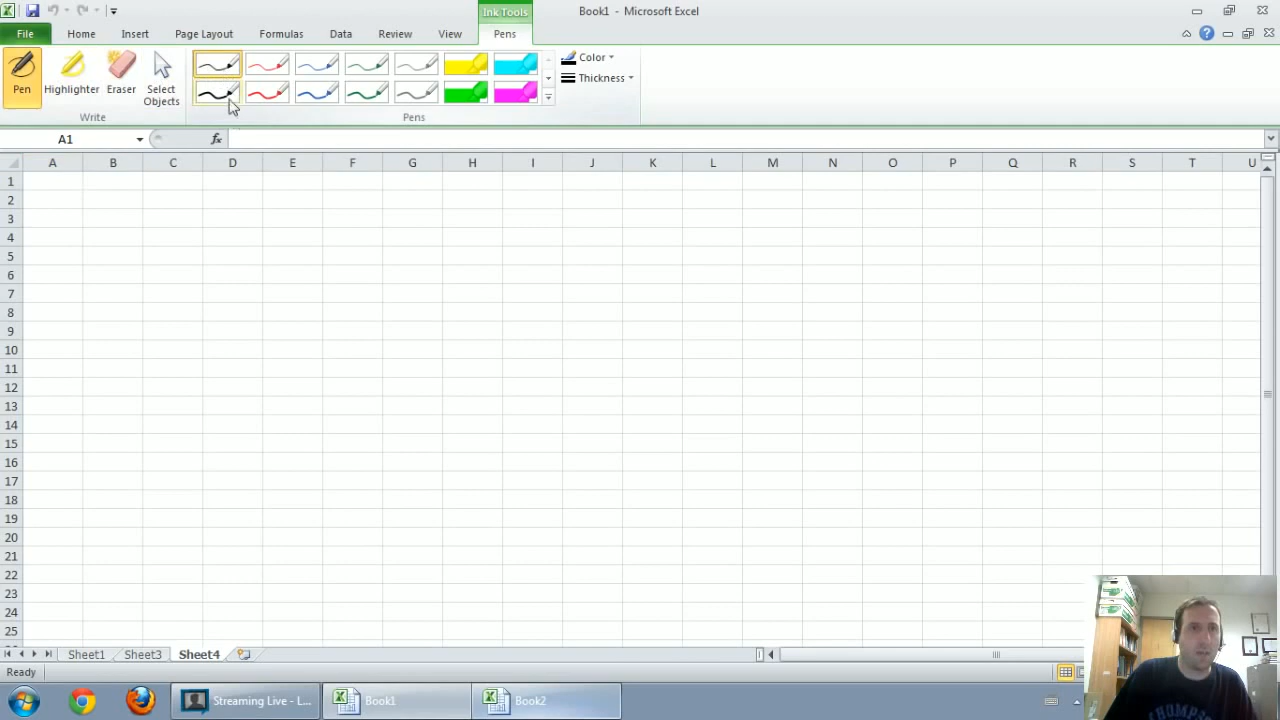 Ink Tools
Book1 - Microsoft Excel
File Home Insert Page Layout Formulas Data Review View Pens
Pen Highlighter Eraser Select Objects
Color
Thickness
Write Pens
A1 fx
A B C D E F G H I J K L M N O P Q R S T U
1
2
3
4
5
6
7
8
9
10
11
12
13
14
15
16
17
18
19
20
21
22
23
24
25
Sheet1 Sheet3 Sheet4
Ready
Streaming Live - L... Book1 Book2